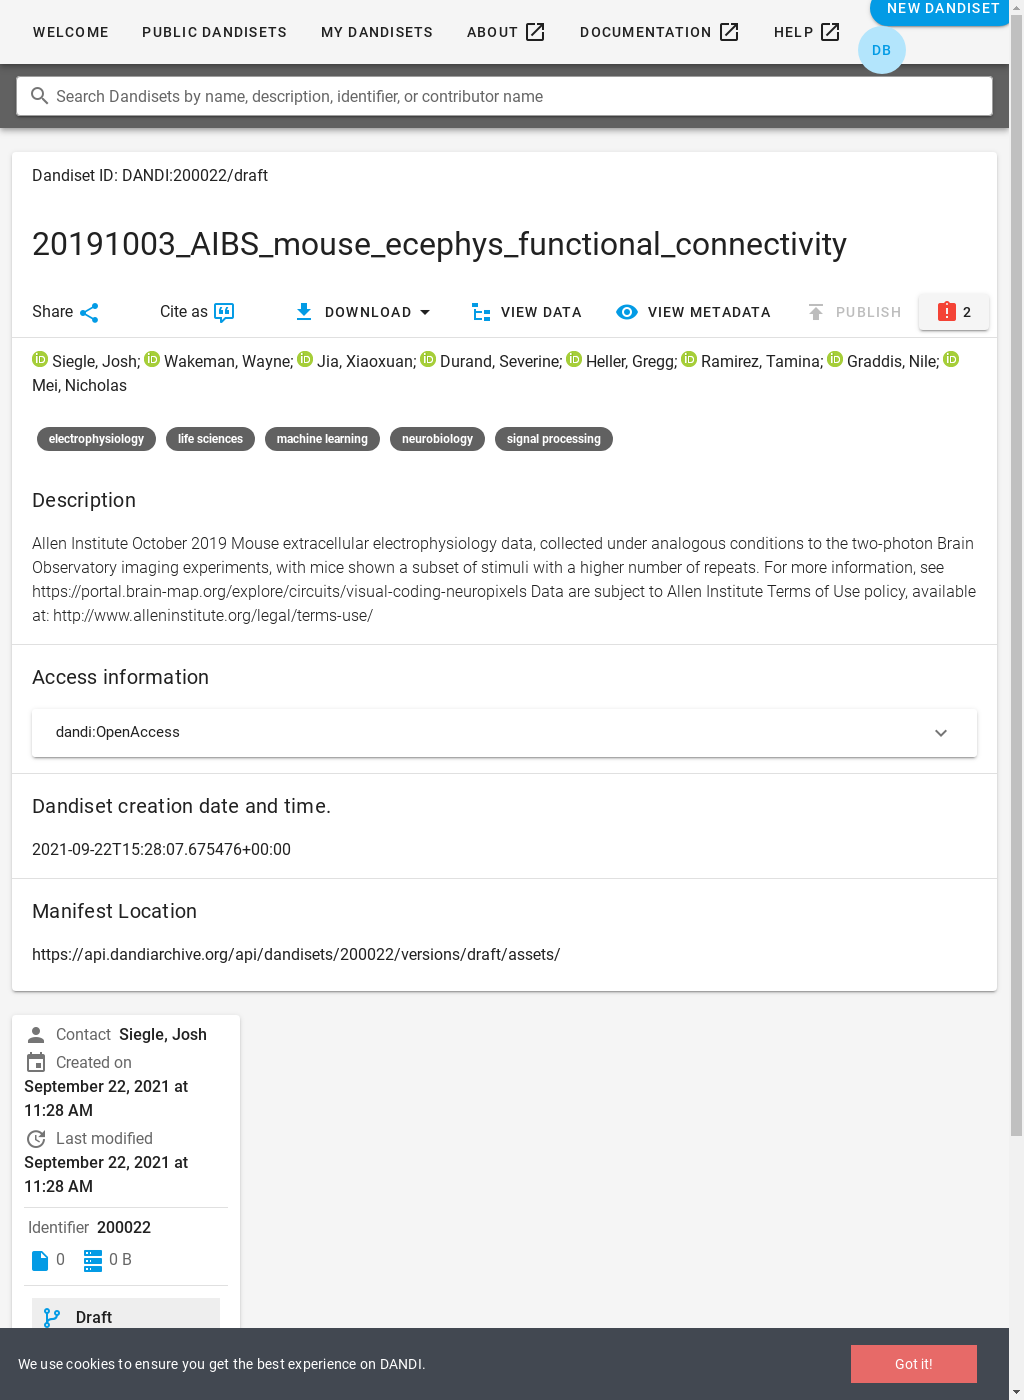 WELCOME PUBLIC DANDISETS MY DANDISETS ABOUT DOCUMENTATION HELP NEW DANDISET
DB
Search Dandisets by name, description, identifier, or contributor name
Dandiset ID: DANDI:200022/draft
20191003_AIBS_mouse_ecephys_functional_connectivity
Share Cite as DOWNLOAD VIEW DATA VIEW METADATA PUBLISH 2
Siegle, Josh; Wakeman, Wayne; Jia, Xiaoxuan; Durand, Severine; Heller, Gregg; Ramirez, Tamina; Graddis, Nile;
Mei, Nicholas
electrophysiology life sciences machine learning neurobiology signal processing
Description
Allen Institute October 2019 Mouse extracellular electrophysiology data, collected under analogous conditions to the two-photon Brain
Observatory imaging experiments, with mice shown a subset of stimuli with a higher number of repeats. For more information, see
https://portal.brain-map.org/explore/circuits/visual-coding-neuropixels Data are subject to Allen Institute Terms of Use policy, available
at: http://www.alleninstitute.org/legal/terms-use/
Access information
dandi:OpenAccess
Dandiset creation date and time.
2021-09-22T15:28:07.675476+00:00
Manifest Location
https://api.dandiarchive.org/api/dandisets/200022/versions/draft/assets/
Contact Siegle, Josh
Created on
September 22, 2021 at
11:28 AM
Last modified
September 22, 2021 at
11:28 AM
Identifier 200022
0 0 B
Draft
We use cookies to ensure you get the best experience on DANDI. Got it!